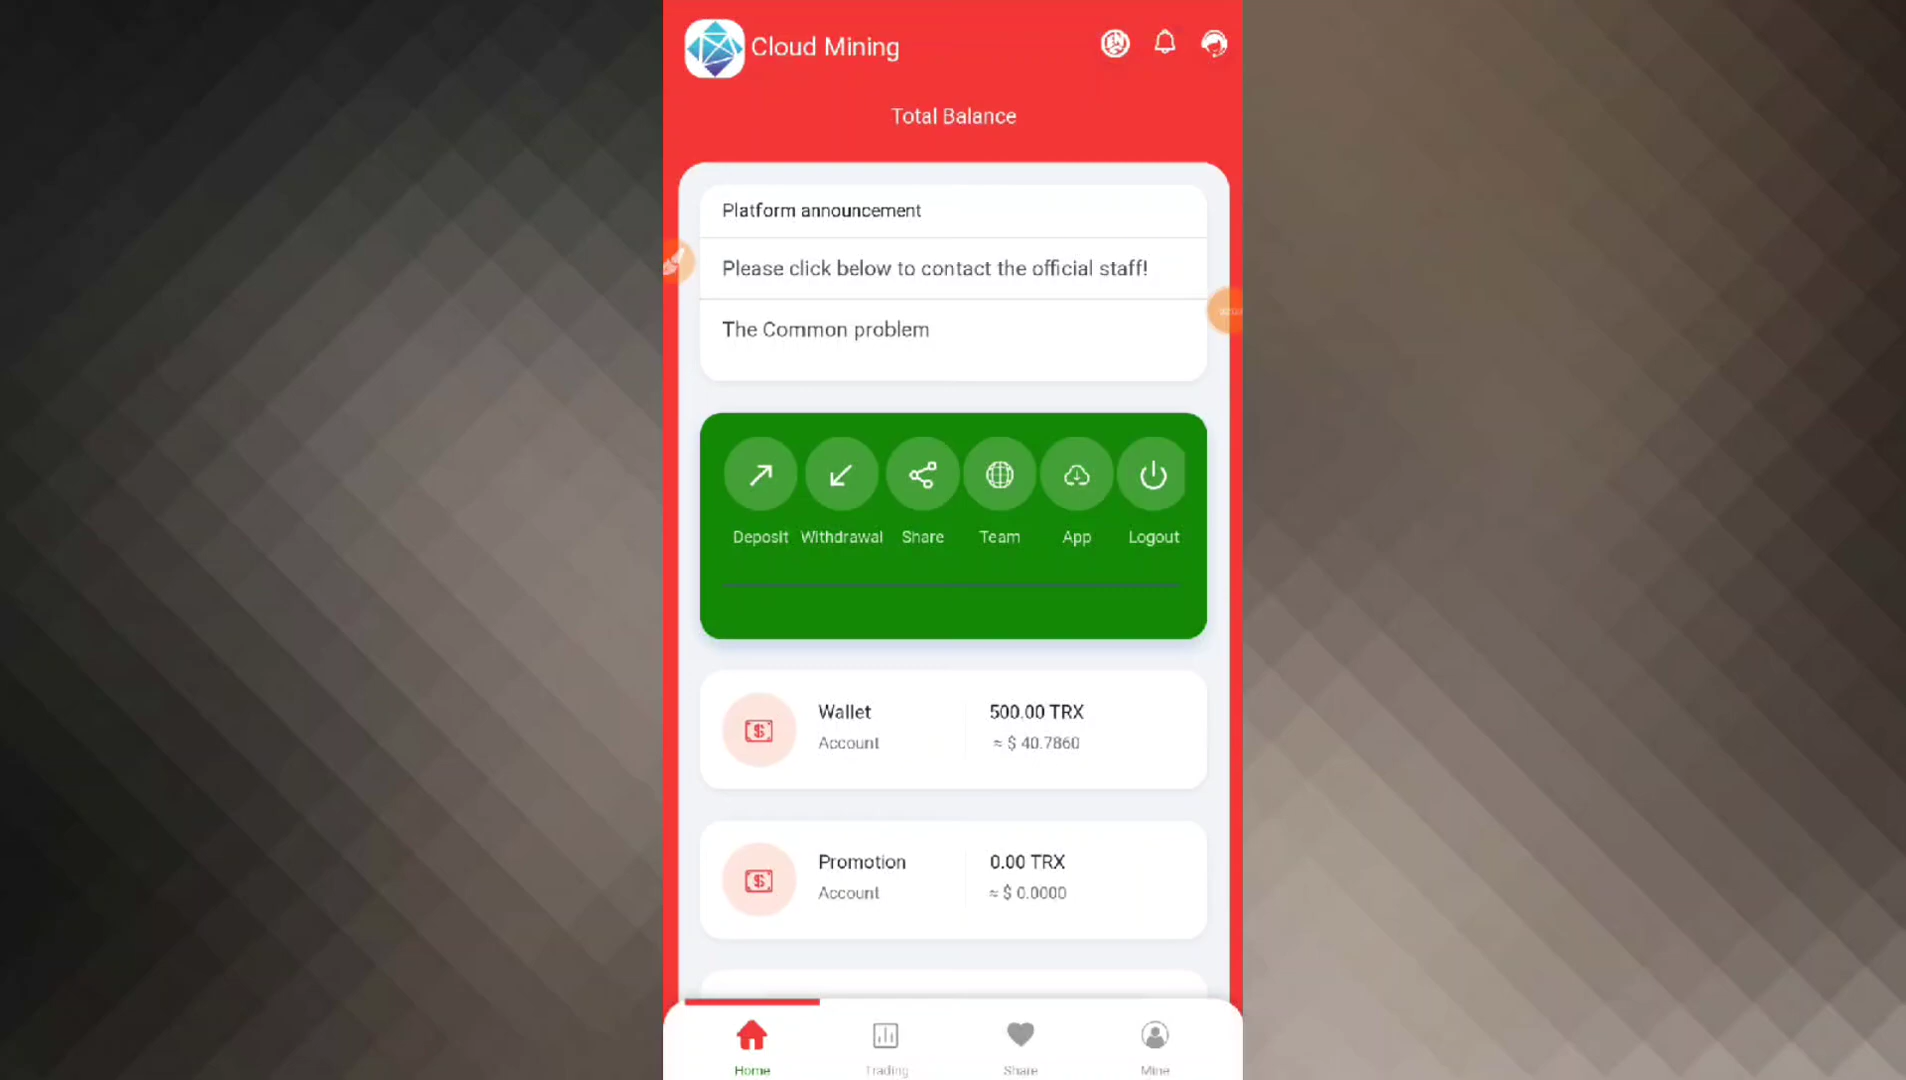 Cloud Mining
Total Balance
Platform announcement
Please click below to contact the official staff!
The Common problem
Deposit Withdrawal Share Team App Logout
Wallet 500.00 TRX
Account ≈ $ 40.7860
Promotion 0.00 TRX
Account ≈ $ 0.0000
Home Trading Share Mine